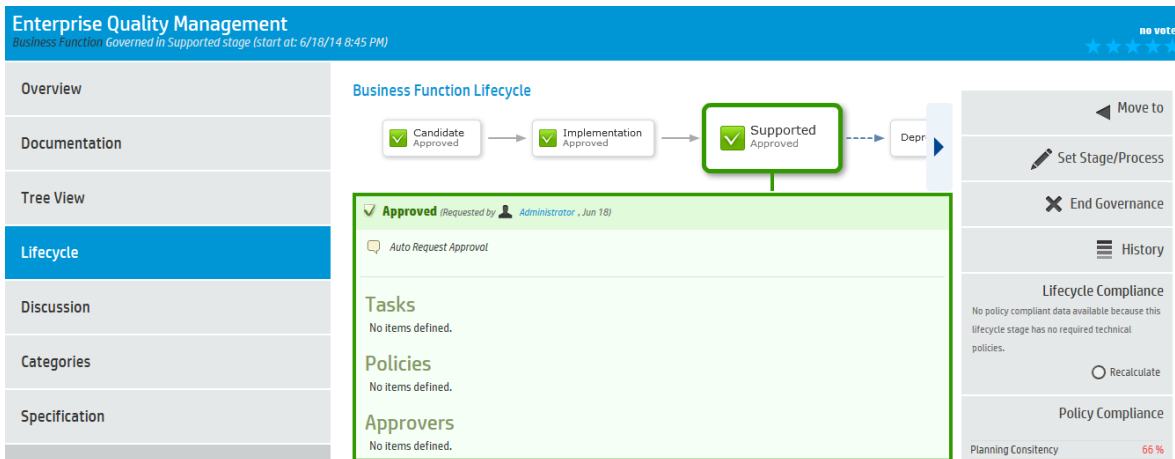 Enterprise Quality Management
Business Function Governed in Supported stage (start at: 6/18/14 8:45 PM)
no vote
Overview
Documentation
Tree View
Lifecycle
Discussion
Categories
Specification
Business Function Lifecycle
Candidate
Approved
Implementation
Approved
Supported
Approved
Depr
Approved (Requested by Administrator , Jun 18)
Auto Request Approval
Tasks
No items defined.
Policies
No items defined.
Approvers
No items defined.
Move to
Set Stage/Process
End Governance
History
Lifecycle Compliance
No policy compliant data available because this
lifecycle stage has no required technical
policies.
Recalculate
Policy Compliance
Planning Consitency 66 %